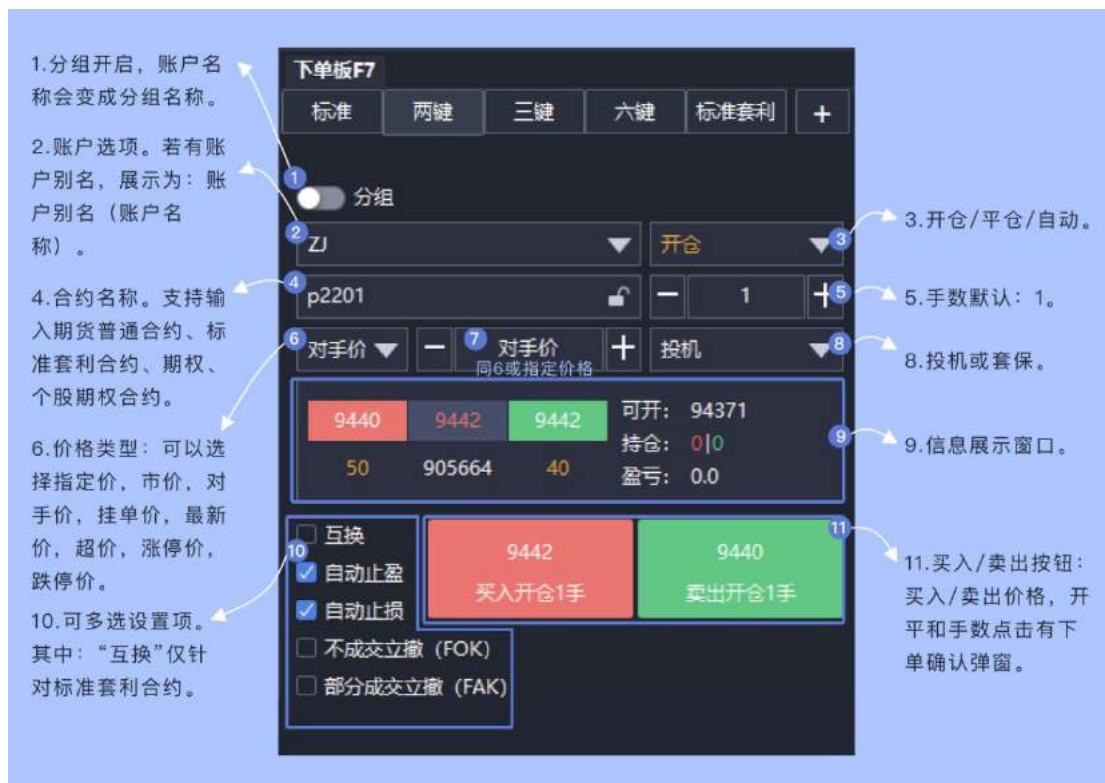 1.分组开启，账户名
称会变成分组名称。
2.账户选项。若有账
户别名，展示为：账
户别名（账户名
称）。
4.合约名称。支持输
入期货普通合约、标
准套利合约、期权、
个股期权合约。
6.价格类型：可以选
择指定价，市价，对
手价，挂单价，最新
价，超价，涨停价，
跌停价。
10.可多选设置项。
其中：“互换”仅针
对标准套利合约。
下单板F7
标准 两键 三键 六键 标准套利 +
1 分组
2 ZJ 开仓 3
4 p2201 − 1 + 5
6 对手价 − 7 对手价 + 投机 8
同6或指定价格
9440 9442 9442 可开： 94371
持仓： 0|0 9
50 905664 40 盈亏： 0.0
10 互换
自动止盈
自动止损
不成交立撤（FOK）
部分成交立撤（FAK）
9442 9440 11
买入开仓1手 卖出开仓1手
3.开仓/平仓/自动。
5.手数默认：1。
8.投机或套保。
9.信息展示窗口。
11.买入/卖出按钮：
买入/卖出价格，开
平和手数点击有下
单确认弹窗。